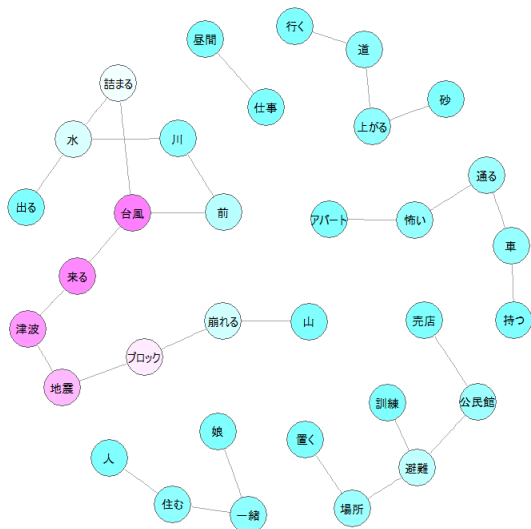 行く
昼間
道
詰まる
仕事
砂
上がる
水
川
通る
出る
台風
前
アパート
怖い
車
来る
津波
崩れる
山
売店
持つ
ブロック
地震
訓練
公民館
娘
置く
人
避難
住む
一緒
場所